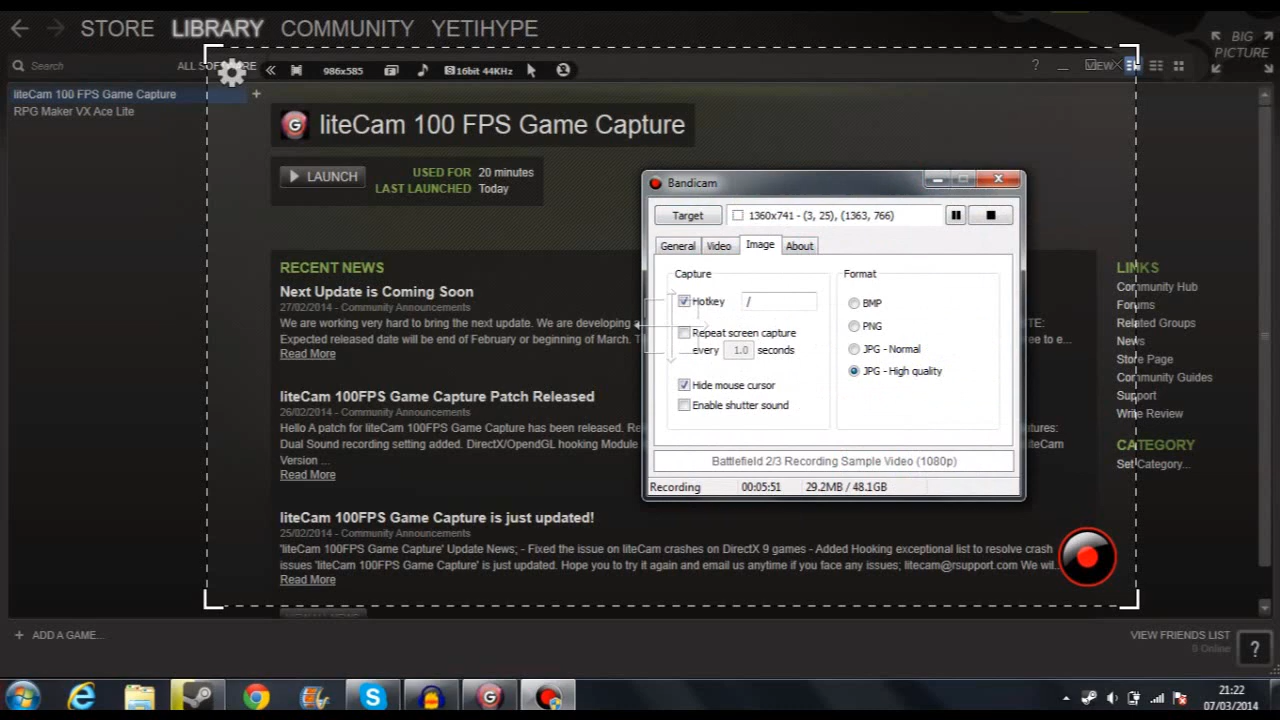 STORE LIBRARY COMMUNITY YETIHYPE
BIG PICTURE
Search
ALL SOFTWARE
986x585
16bit 44KHz
?
VIEW
liteCam 100 FPS Game Capture
RPG Maker VX Ace Lite
liteCam 100 FPS Game Capture
LAUNCH
USED FOR 20 minutes
LAST LAUNCHED Today
RECENT NEWS
Next Update is Coming Soon
27/02/2014 - Community Announcements
We are working very hard to bring the next update. We are developing
Expected released date will be end of February or beginning of March.
Read More
liteCam 100FPS Game Capture Patch Released
26/02/2014 - Community Announcements
Hello A patch for liteCam 100FPS Game Capture has been released.
Dual Sound recording setting added. DirectX/OpenGL hooking Module
Version ...
Read More
liteCam 100FPS Game Capture is just updated!
25/02/2014 - Community Announcements
'liteCam 100FPS Game Capture' Update News; - Fixed the issue on liteCam crashes on DirectX 9 games - Added Hooking exceptional list to resolve crash
issues 'liteCam 100FPS Game Capture' is just updated. Hope you to try it again and email us anytime if you face any issues; litecam@rsupport.com We wil...
Read More
Bandicam
Target
1360x741 - (3, 25), (1363, 766)
General Video Image About
Capture
Hotkey /
Repeat screen capture
every 1.0 seconds
Hide mouse cursor
Enable shutter sound
Format
BMP
PNG
JPG - Normal
JPG - High quality
Battlefield 2/3 Recording Sample Video (1080p)
Recording 00:05:51 29.2MB / 48.1GB
LINKS
Community Hub
Forums
Related Groups
News
Store Page
Community Guides
Support
Write Review
CATEGORY
Set Category...
+ ADD A GAME...
VIEW FRIENDS LIST
0 Online
?
21:22
07/03/2014